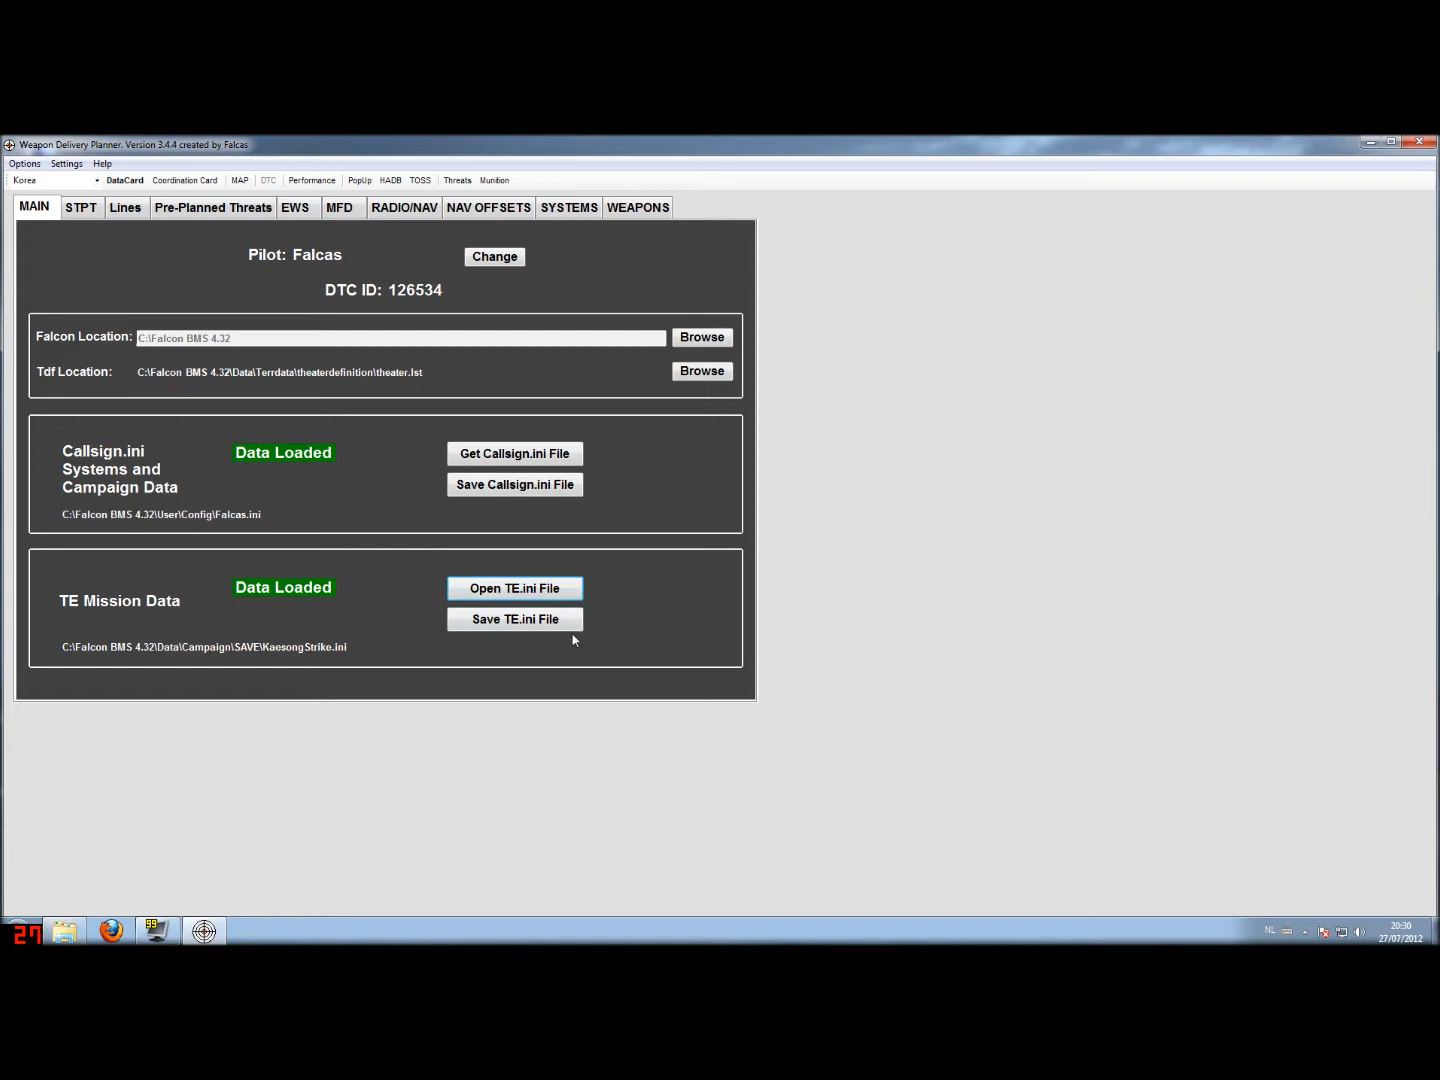 Weapon Delivery Planner. Version 3.4.4 created by Falcas
Options Settings Help
Korea DataCard Coordination Card MAP DTC Performance PopUp HADB TOSS Threats Munition
MAIN STPT Lines Pre-Planned Threats EWS MFD RADIO/NAV NAV OFFSETS SYSTEMS WEAPONS
Pilot: Falcas Change
DTC ID: 126534
Falcon Location: C:\Falcon BMS 4.32 Browse
Tdf Location: C:\Falcon BMS 4.32\Data\Terrdata\theaterdefinition\theater.lst Browse
Callsign.ini
Systems and
Campaign Data
Data Loaded
Get Callsign.ini File
Save Callsign.ini File
C:\Falcon BMS 4.32\User\Config\Falcas.ini
TE Mission Data
Data Loaded
Open TE.ini File
Save TE.ini File
C:\Falcon BMS 4.32\Data\Campaign\SAVE\KaesongStrike.ini
27
99
NL
20:30
27/07/2012